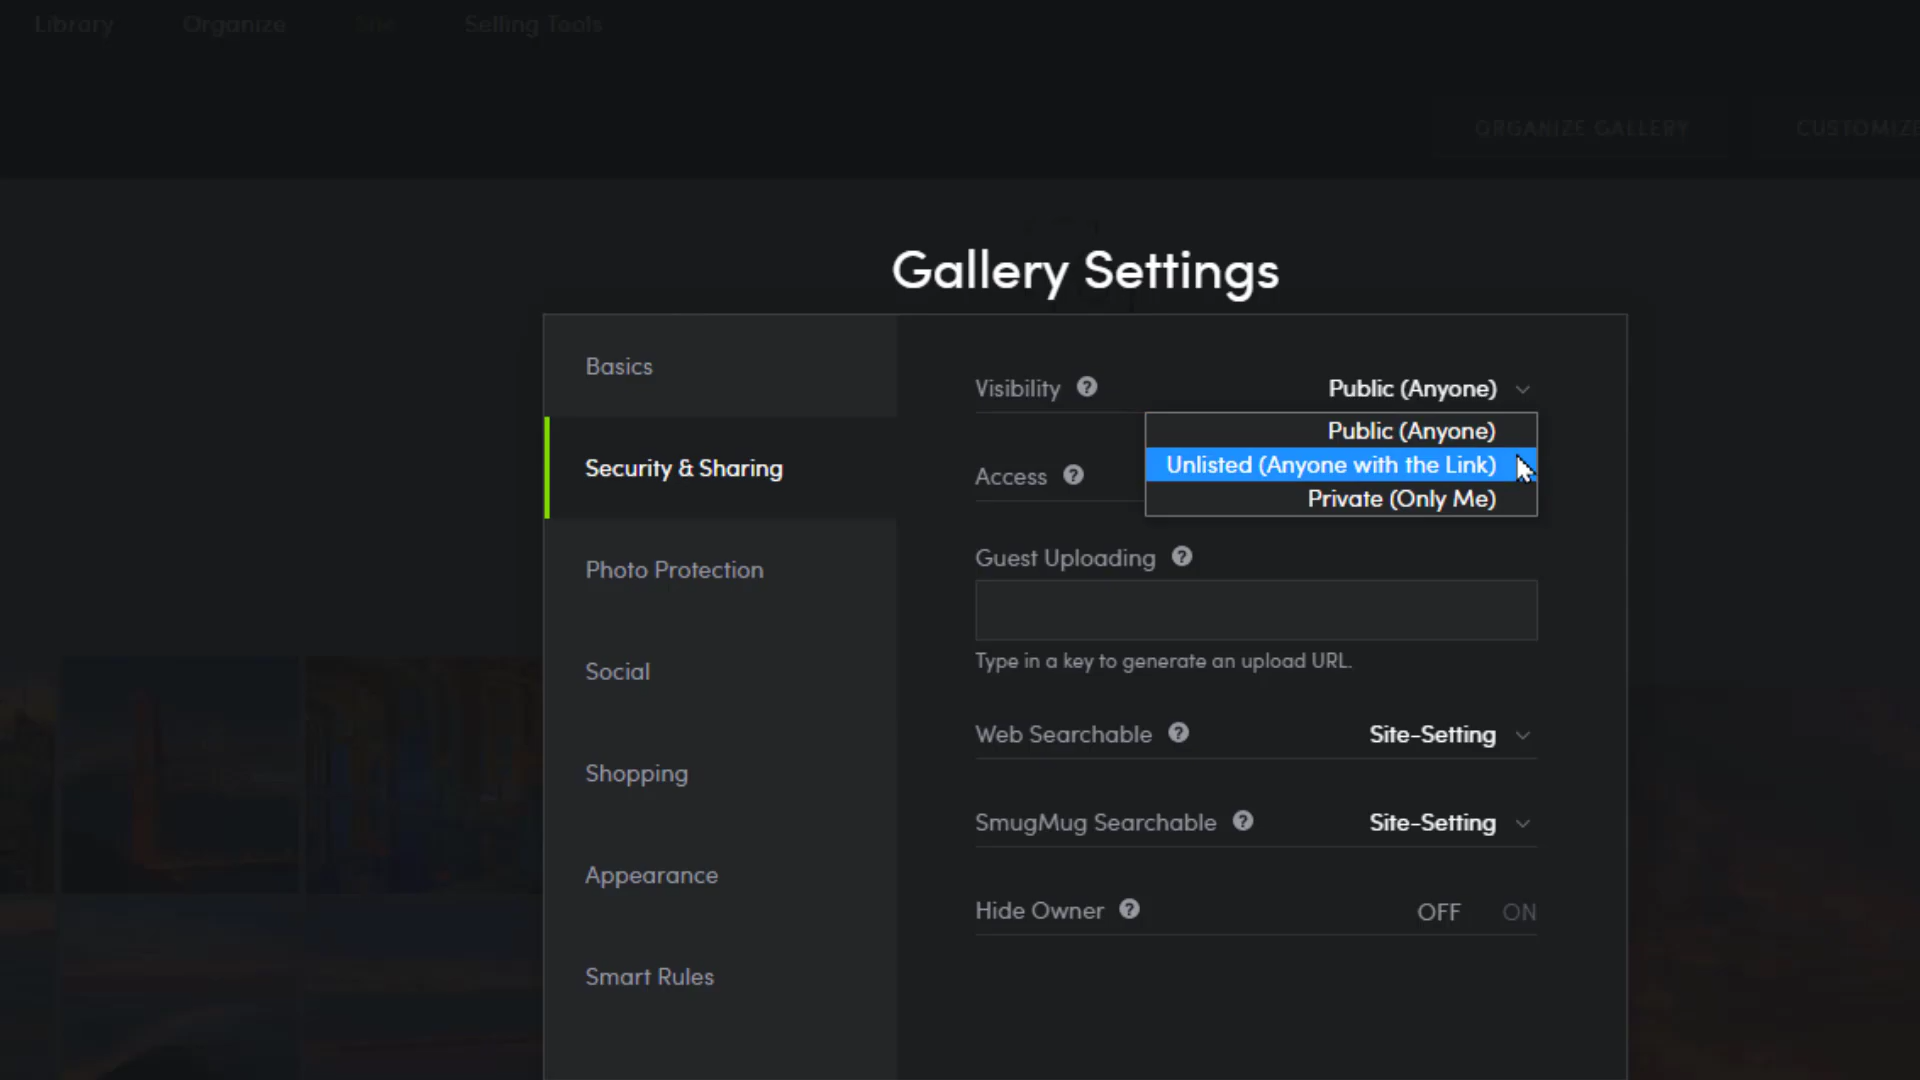 Library Organize Site Selling Tools
ORGANIZE GALLERY CUSTOMIZE
Gallery Settings
Basics
Security & Sharing
Photo Protection
Social
Shopping
Appearance
Smart Rules
Visibility ? Public (Anyone)
Public (Anyone)
Unlisted (Anyone with the Link)
Private (Only Me)
Access ?
Guest Uploading ?
Type in a key to generate an upload URL.
Web Searchable ? Site-Setting
SmugMug Searchable ? Site-Setting
Hide Owner ? OFF ON